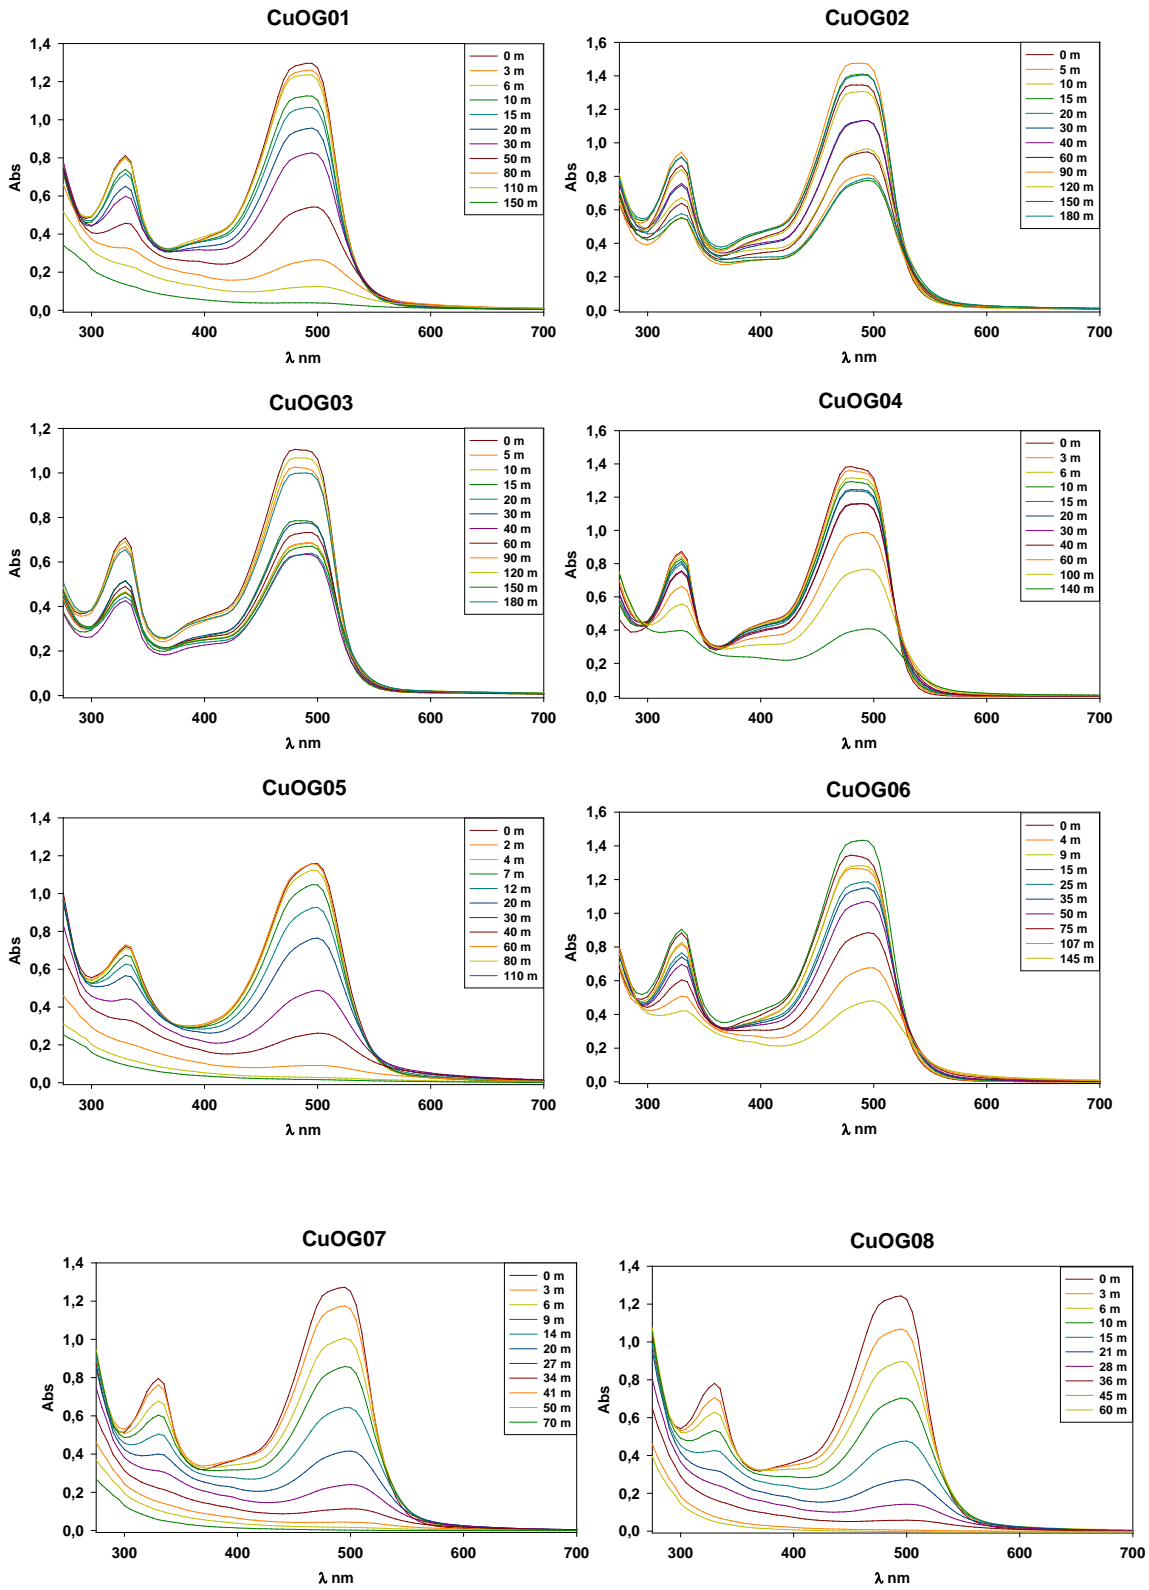 CuOG01
1,4
1,2
1,0
0,8
0,6
0,4
0,2
0,0
Abs
300 400 500 600 700
λ nm
0 m
3 m
6 m
10 m
15 m
20 m
30 m
50 m
80 m
110 m
150 m
CuOG02
1,6
1,4
1,2
1,0
0,8
0,6
0,4
0,2
0,0
Abs
300 400 500 600 700
λ nm
0 m
5 m
10 m
15 m
20 m
30 m
40 m
60 m
90 m
120 m
150 m
180 m
CuOG03
1,2
1,0
0,8
0,6
0,4
0,2
0,0
Abs
300 400 500 600 700
λ nm
0 m
5 m
10 m
15 m
20 m
30 m
40 m
60 m
90 m
120 m
150 m
180 m
CuOG04
1,6
1,4
1,2
1,0
0,8
0,6
0,4
0,2
0,0
Abs
300 400 500 600 700
λ nm
0 m
3 m
6 m
10 m
15 m
20 m
30 m
40 m
60 m
100 m
140 m
CuOG05
1,4
1,2
1,0
0,8
0,6
0,4
0,2
0,0
Abs
300 400 500 600 700
λ nm
0 m
2 m
4 m
7 m
12 m
20 m
30 m
40 m
60 m
80 m
110 m
CuOG06
1,6
1,4
1,2
1,0
0,8
0,6
0,4
0,2
0,0
Abs
300 400 500 600 700
λ nm
0 m
4 m
9 m
15 m
25 m
35 m
50 m
75 m
107 m
145 m
CuOG07
1,4
1,2
1,0
0,8
0,6
0,4
0,2
0,0
Abs
300 400 500 600 700
λ nm
0 m
3 m
6 m
9 m
14 m
20 m
27 m
34 m
41 m
50 m
70 m
CuOG08
1,4
1,2
1,0
0,8
0,6
0,4
0,2
0,0
Abs
300 400 500 600 700
λ nm
0 m
3 m
6 m
10 m
15 m
21 m
28 m
36 m
45 m
60 m